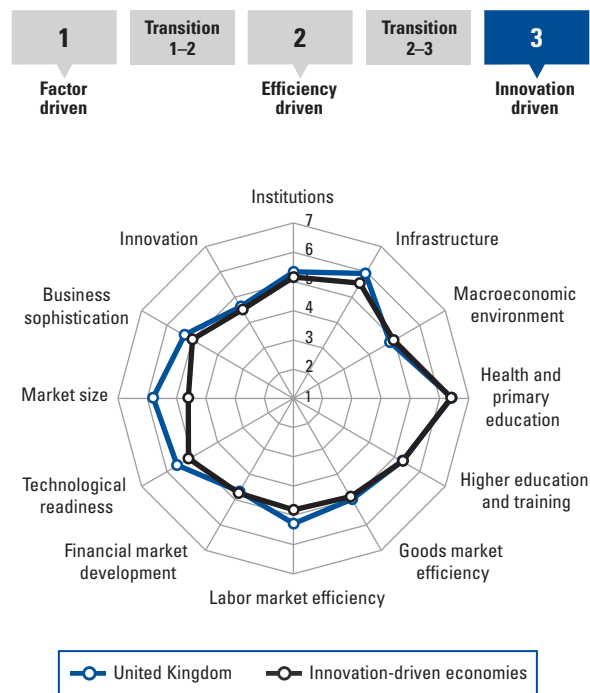 1
Transition
1–2
2
Transition
2–3
3
Factor
driven
Efficiency
driven
Innovation
driven
Institutions
7
Innovation
Infrastructure
6
5
Business
sophistication
Macroeconomic
environment
4
3
2
Market size
1
Health and
primary
education
Technological
readiness
Higher education
and training
Financial market
development
Goods market
efficiency
Labor market efficiency
United Kingdom
Innovation-driven economies